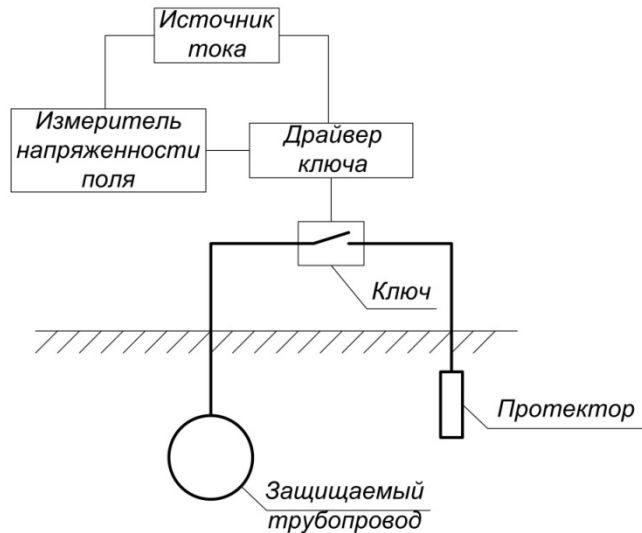 Источник
тока
Измеритель
напряженности
поля
Драйвер
ключа
Ключ
Протектор
Защищаемый
трубопровод